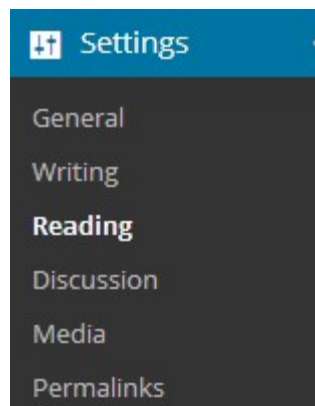 Settings
General
Writing
Reading
Discussion
Media
Permalinks